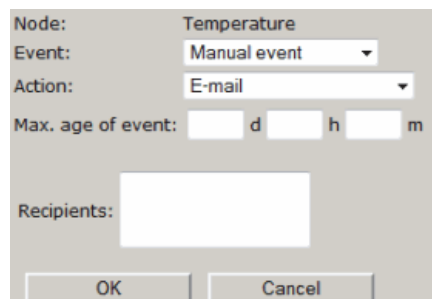 Node: Temperature
Event: Manual event
Action: E-mail
Max. age of event: d h m
Recipients:
OK Cancel